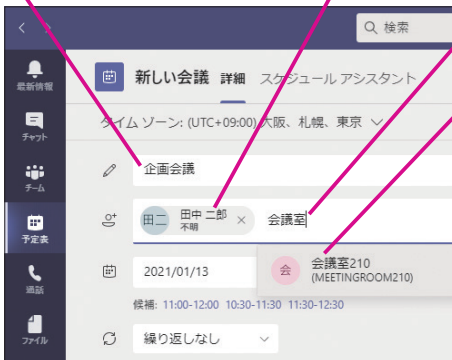 検索
最新情報
チャット
チーム
予定表
通話
ファイル
新しい会議 詳細 スケジュール アシスタント
タイム ゾーン: (UTC+09:00) 大阪、札幌、東京
企画会議
田二 田中 二郎 × 会議室
不明
2021/01/13
会 会議室210
(MEETINGROOM210)
候補: 11:00-12:00 10:30-11:30 11:30-12:30
繰り返しなし